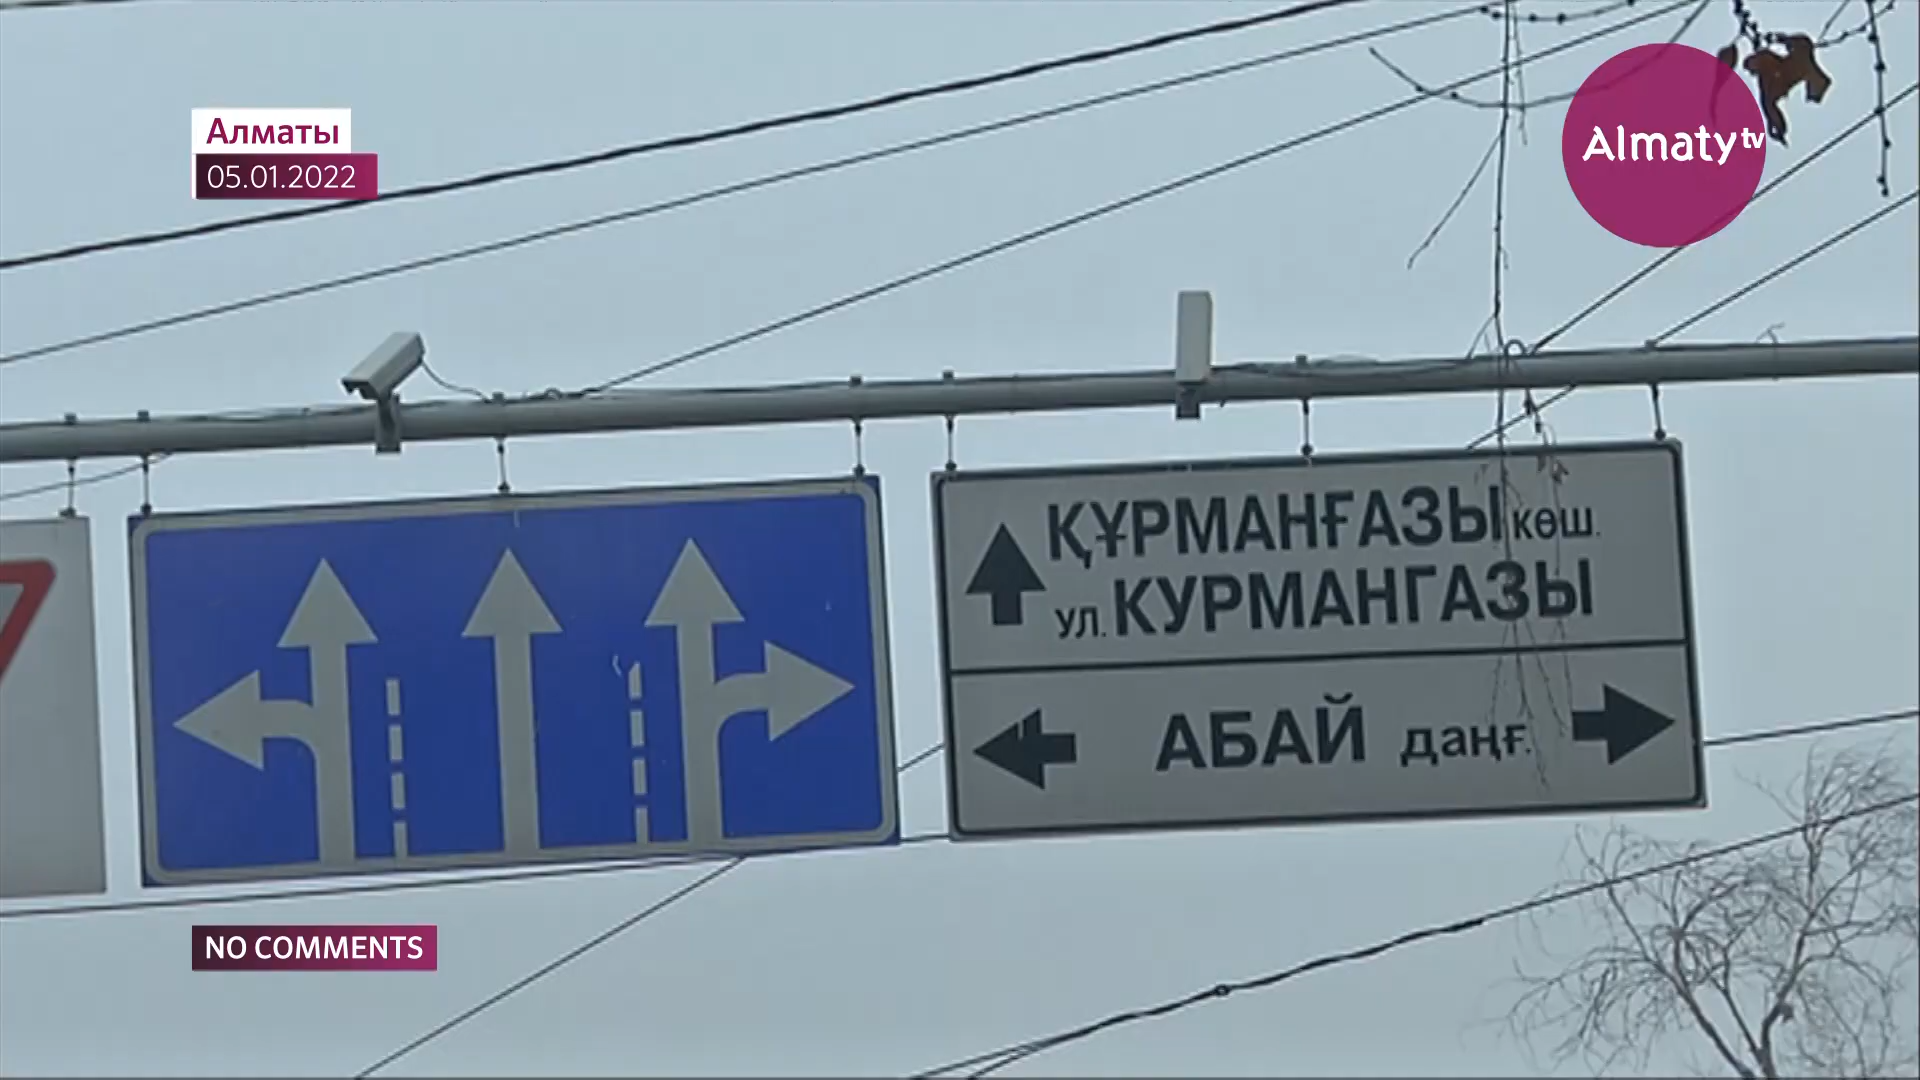 Алматы
05.01.2022
Almaty tv
ҚҰРМАНҒАЗЫ көш.
ул. КУРМАНГАЗЫ
АБАЙ даңғ.
NO COMMENTS